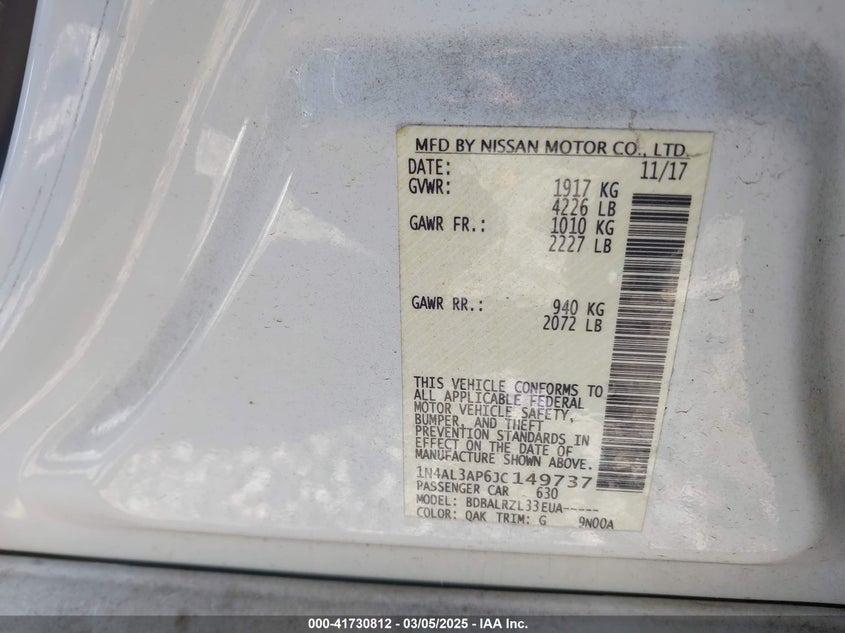 MFD BY NISSAN MOTOR CO., LTD.
DATE: 11/17
GVWR: 1917 KG
4226 LB
GAWR FR.: 1010 KG
2227 LB
GAWR RR.: 940 KG
2072 LB
THIS VEHICLE CONFORMS TO
ALL APPLICABLE FEDERAL
MOTOR VEHICLE SAFETY,
BUMPER, AND THEFT
PREVENTION STANDARDS IN
EFFECT ON THE DATE OF
MANUFACTURE SHOWN ABOVE.
1N4AL3AP6JC149737
PASSENGER CAR 630
MODEL: BDBALRZL33EUA-----
COLOR: QAK TRIM: G 9N00A
000-41730812 - 03/05/2025 - IAA Inc.